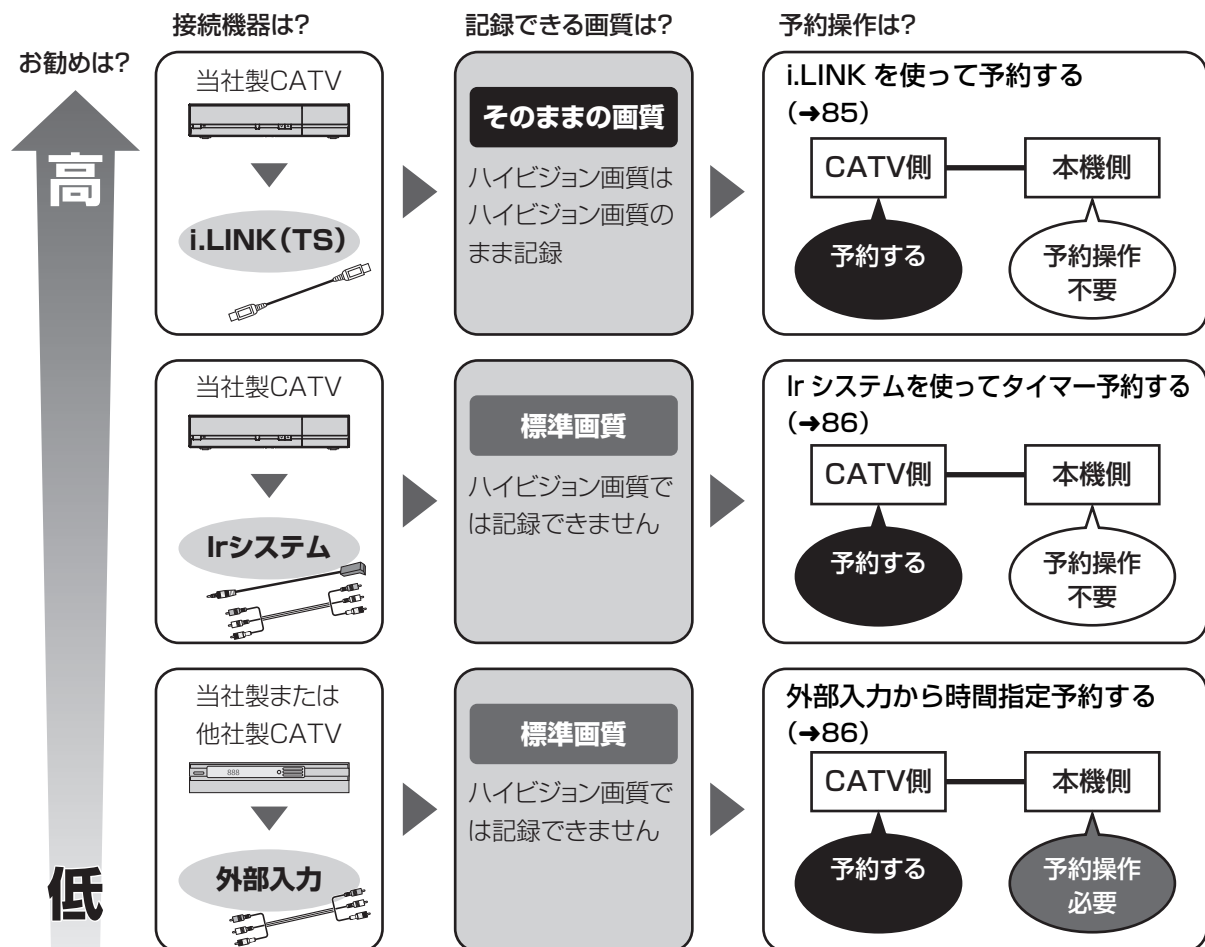 接続機器は?
記録できる画質は?
予約操作は?
お勧めは?
高
当社製CATV
i.LINK(TS)
そのままの画質
ハイビジョン画質は
ハイビジョン画質の
まま記録
i.LINK を使って予約する
(➜85)
CATV側
本機側
予約する
予約操作
不要
当社製CATV
Irシステム
標準画質
ハイビジョン画質で
は記録できません
Ir システムを使ってタイマー予約する
(➜86)
CATV側
本機側
予約する
予約操作
不要
当社製または
他社製CATV
888
外部入力
標準画質
ハイビジョン画質で
は記録できません
外部入力から時間指定予約する
(➜86)
CATV側
本機側
予約する
予約操作
必要
低